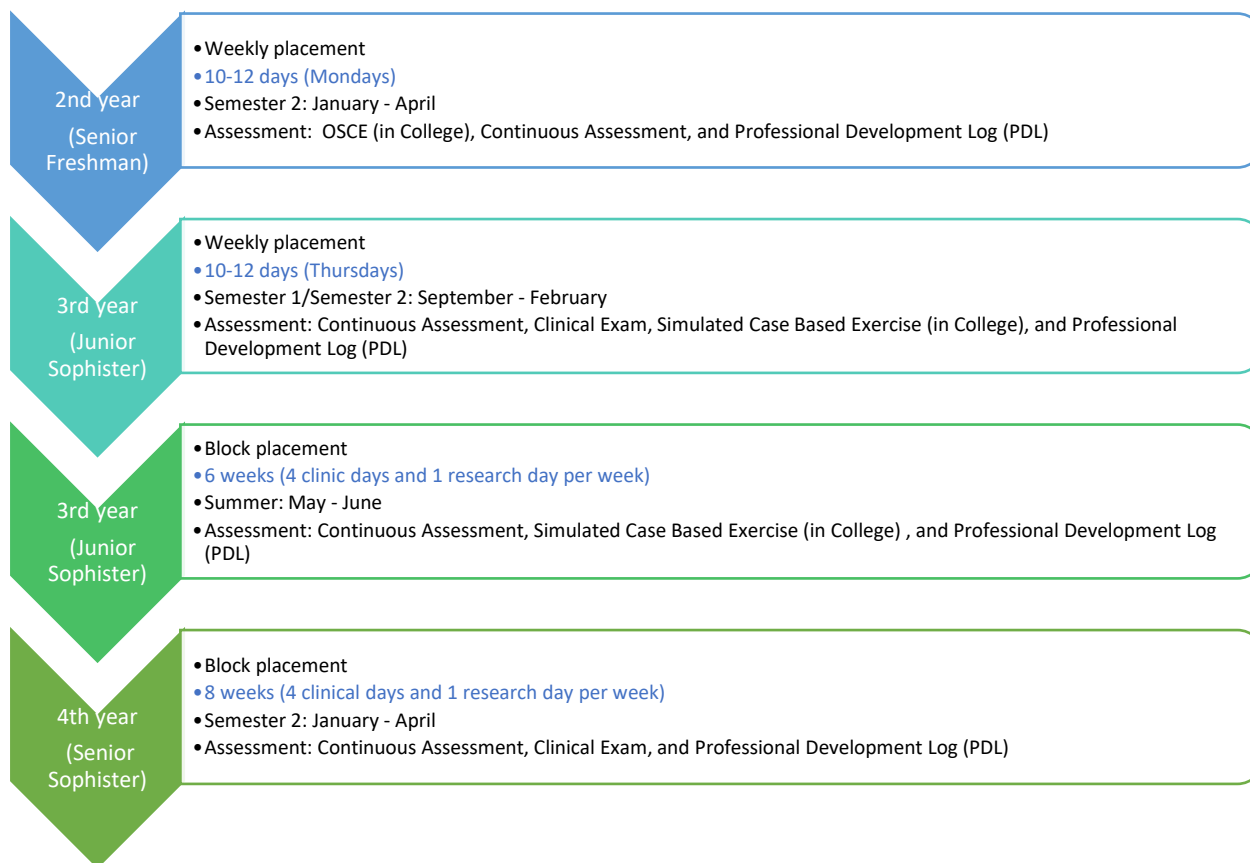 2nd year
(Senior
Freshman)
•Weekly placement
•10-12 days (Mondays)
•Semester 2: January - April
•Assessment:  OSCE (in College), Continuous Assessment, and Professional Development Log (PDL)
3rd year
(Junior
Sophister)
•Weekly placement
•10-12 days (Thursdays)
•Semester 1/Semester 2: September - February
•Assessment: Continuous Assessment, Clinical Exam, Simulated Case Based Exercise (in College), and Professional
Development Log (PDL)
3rd year
(Junior
Sophister)
•Block placement
•6 weeks (4 clinic days and 1 research day per week)
•Summer: May - June
•Assessment: Continuous Assessment, Simulated Case Based Exercise (in College) , and Professional Development Log
(PDL)
4th year
(Senior
Sophister)
•Block placement
•8 weeks (4 clinical days and 1 research day per week)
•Semester 2: January - April
•Assessment: Continuous Assessment, Clinical Exam, and Professional Development Log (PDL)